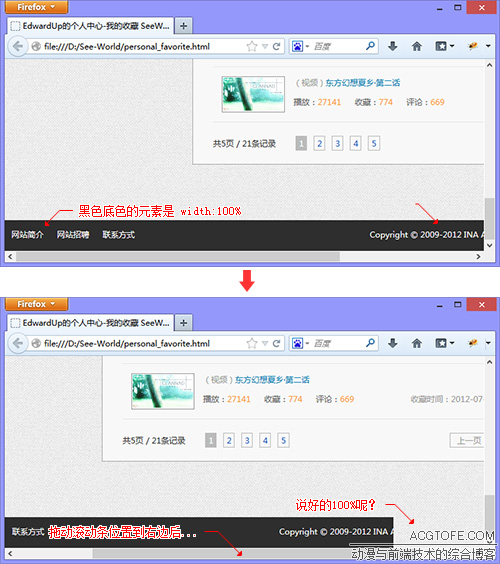 Firefox
EdwardUp的个人中心-我的收藏 SeeW...
file:///D:/See-World/personal_favorite.html
百度
(视频) 东方幻想夏乡·第二话
播放：27141 收藏：774 评论：669
共5页 / 21条记录 1 2 3 4 5
黑色底色的元素是 width:100%
网站简介 网站招聘 联系方式 Copyright © 2009-2012 INA A
Firefox
EdwardUp的个人中心-我的收藏 SeeW...
file:///D:/See-World/personal_favorite.html
百度
(视频) 东方幻想夏乡·第二话
播放：27141 收藏：774 评论：669 收藏时间：2012-07-
共5页 / 21条记录 1 2 3 4 5 上一页
说好的100%呢?
联系方式 拖动滚动条位置到右边后... Copyright © 2009-2012 INA A
ACGTOFE.COM
动漫与前端技术的综合博客